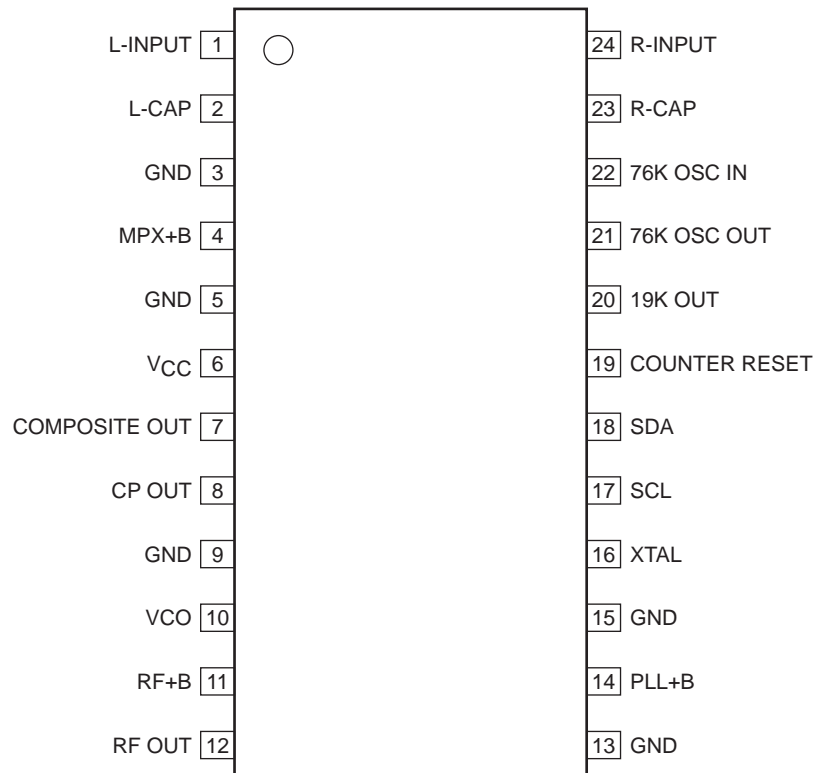 L-INPUT 1 24 R-INPUT
L-CAP 2 23 R-CAP
GND 3 22 76K OSC IN
MPX+B 4 21 76K OSC OUT
GND 5 20 19K OUT
VCC 6 19 COUNTER RESET
COMPOSITE OUT 7 18 SDA
CP OUT 8 17 SCL
GND 9 16 XTAL
VCO 10 15 GND
RF+B 11 14 PLL+B
RF OUT 12 13 GND